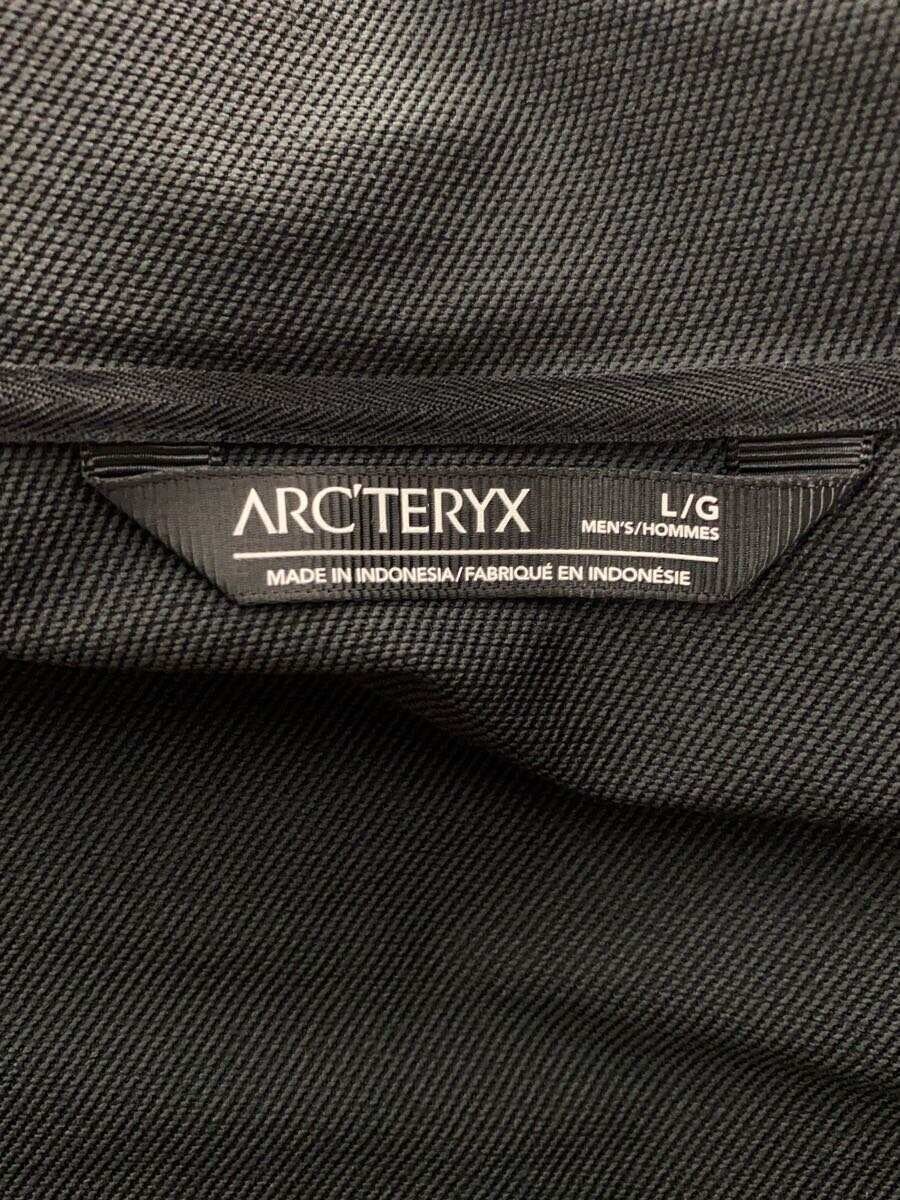 ARC'TERYX L/G
MEN'S/HOMMES
MADE IN INDONESIA/FABRIQUÉ EN INDONÉSIE